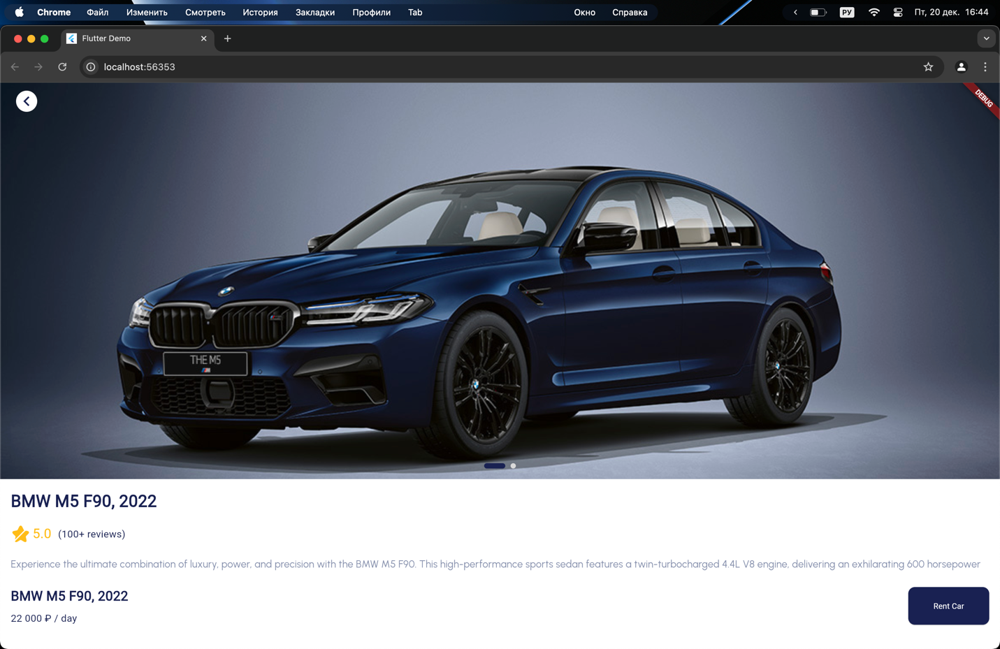 Chrome Файл Изменить Смотреть История Закладки Профили Tab Окно Справка РУ Пт, 20 дек. 16:44
Flutter Demo
localhost:56353
DEBUG
THE M5
BMW M5 F90, 2022
5.0 (100+ reviews)
Experience the ultimate combination of luxury, power, and precision with the BMW M5 F90. This high-performance sports sedan features a twin-turbocharged 4.4L V8 engine, delivering an exhilarating 600 horsepower
BMW M5 F90, 2022
22 000 ₽ / day
Rent Car